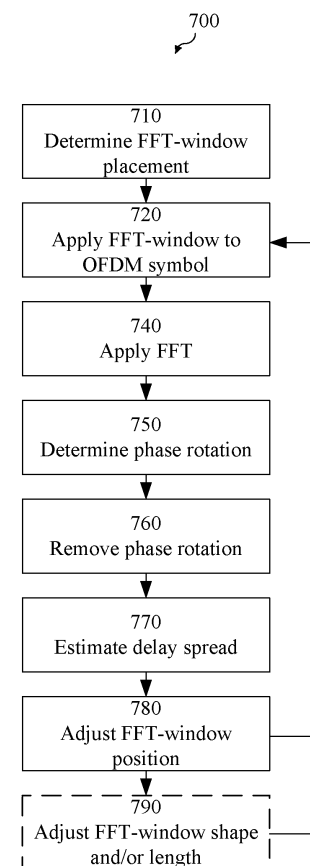 700
710
Determine FFT-window
placement
720
Apply FFT-window to
OFDM symbol
740
Apply FFT
750
Determine phase rotation
760
Remove phase rotation
770
Estimate delay spread
780
Adjust FFT-window
position
790
Adjust FFT-window shape
and/or length